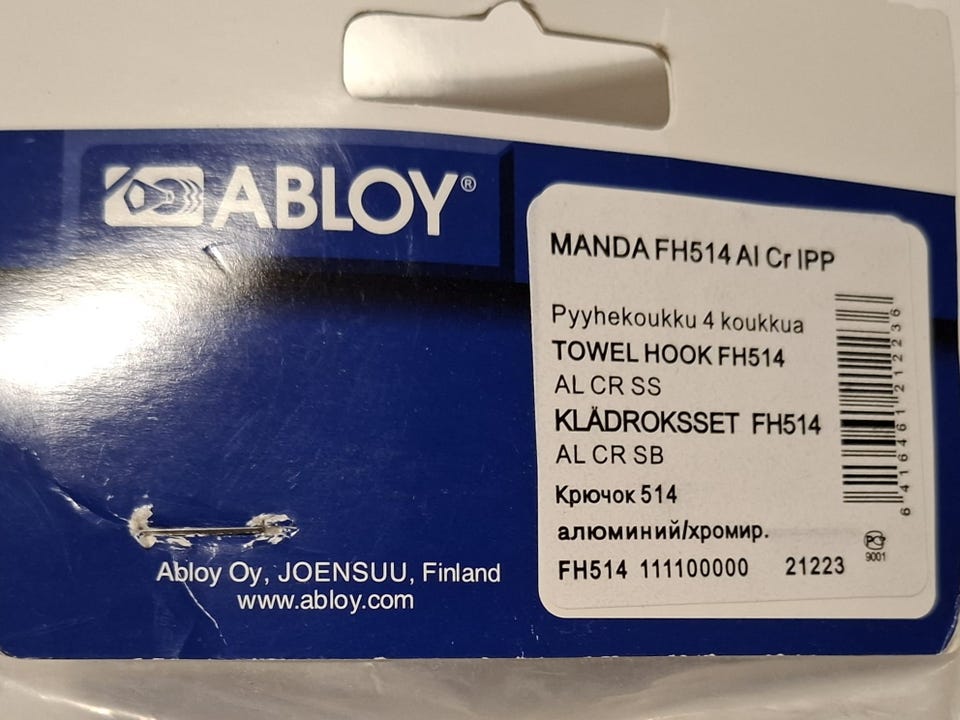 ABLOY®
MANDA FH514 Al Cr IPP
Pyyhekoukku 4 koukkua
TOWEL HOOK FH514
AL CR SS
KLÄDROKSSET FH514
AL CR SB
Крючок 514
алюминий/хромир.
FH514 111100000 21223
6 416461 212236
РСТ
9001
Abloy Oy, JOENSUU, Finland
www.abloy.com